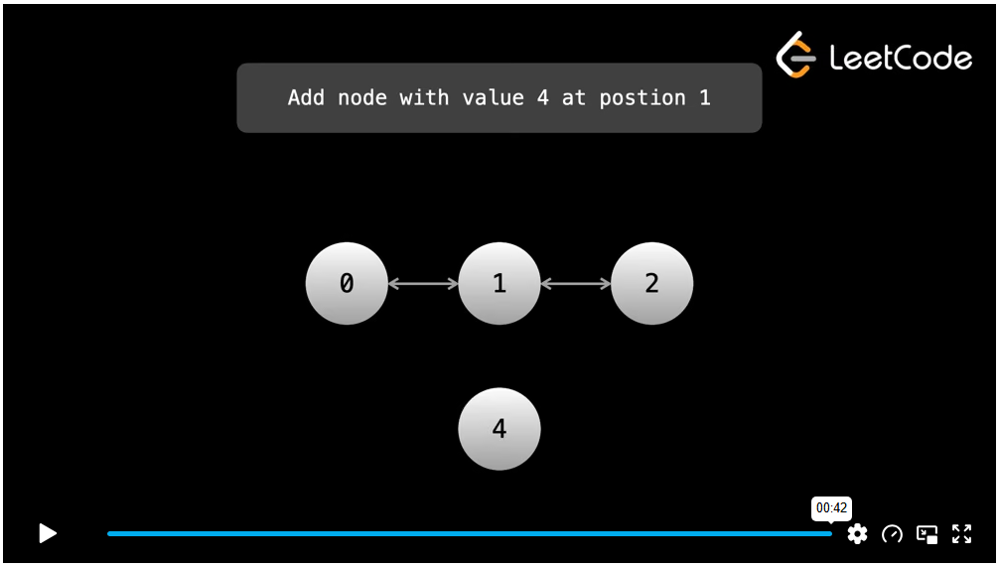 LeetCode
Add node with value 4 at postion 1
0 1 2
4
00:42